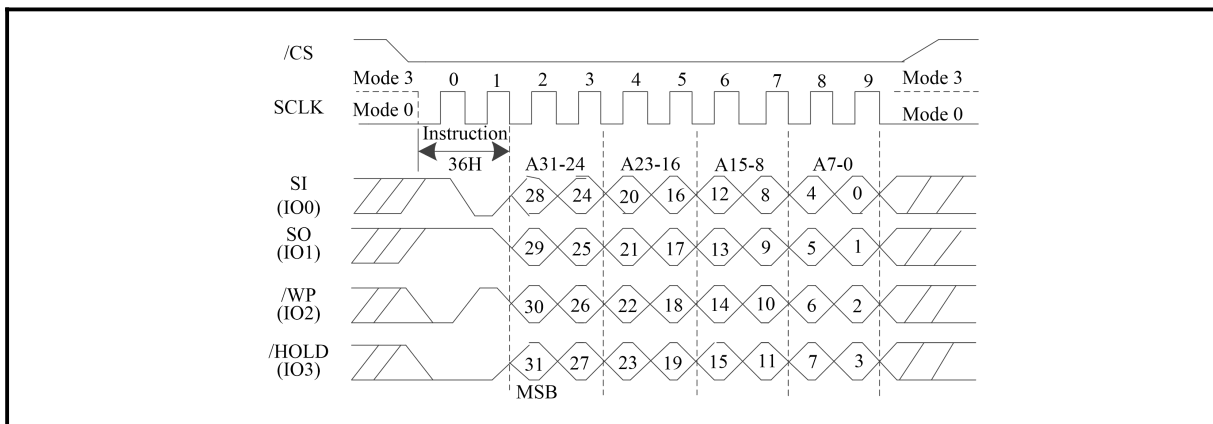 /CS
Mode 3 0 1 2 3 4 5 6 7 8 9 Mode 3
SCLK
Mode 0 Mode 0
Instruction
36H A31-24 A23-16 A15-8 A7-0
SI
(IO0) 28 24 20 16 12 8 4 0
SO
(IO1) 29 25 21 17 13 9 5 1
/WP
(IO2) 30 26 22 18 14 10 6 2
/HOLD
(IO3) 31 27 23 19 15 11 7 3
MSB